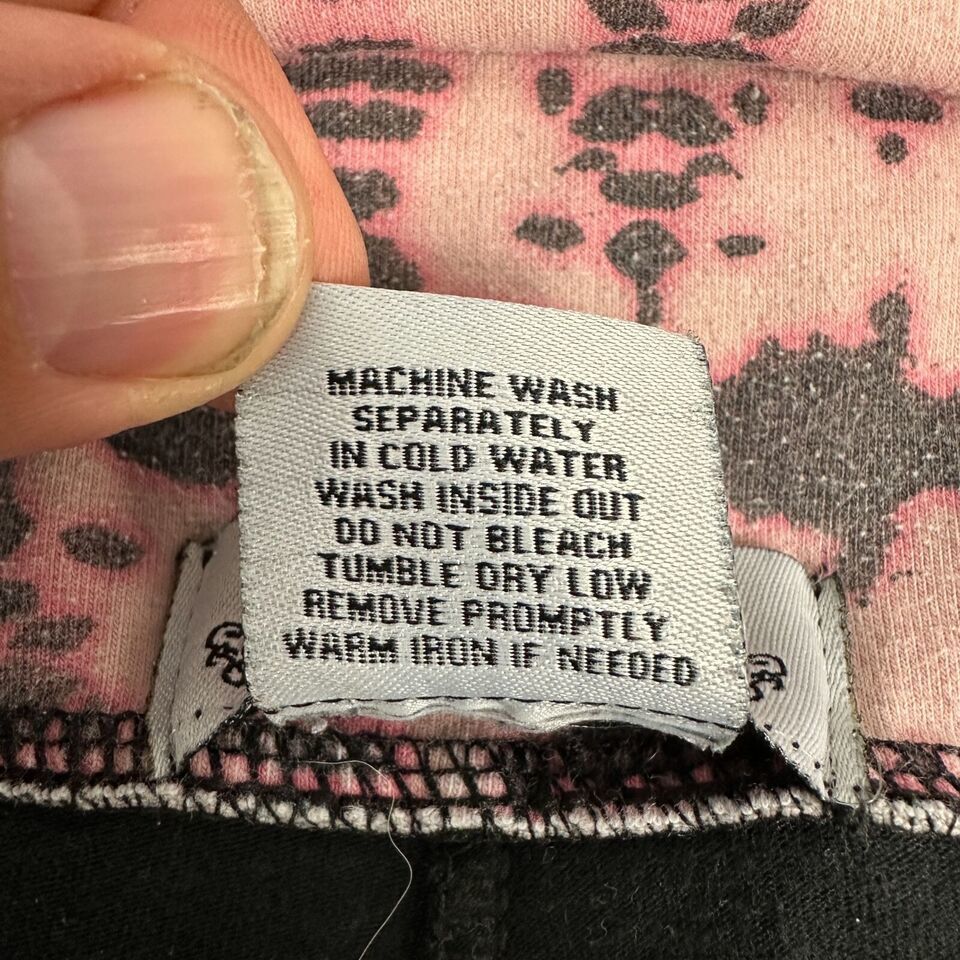 MACHINE WASH
SEPARATELY
IN COLD WATER
WASH INSIDE OUT
DO NOT BLEACH
TUMBLE DRY LOW
REMOVE PROMPTLY
WARM IRON IF NEEDED